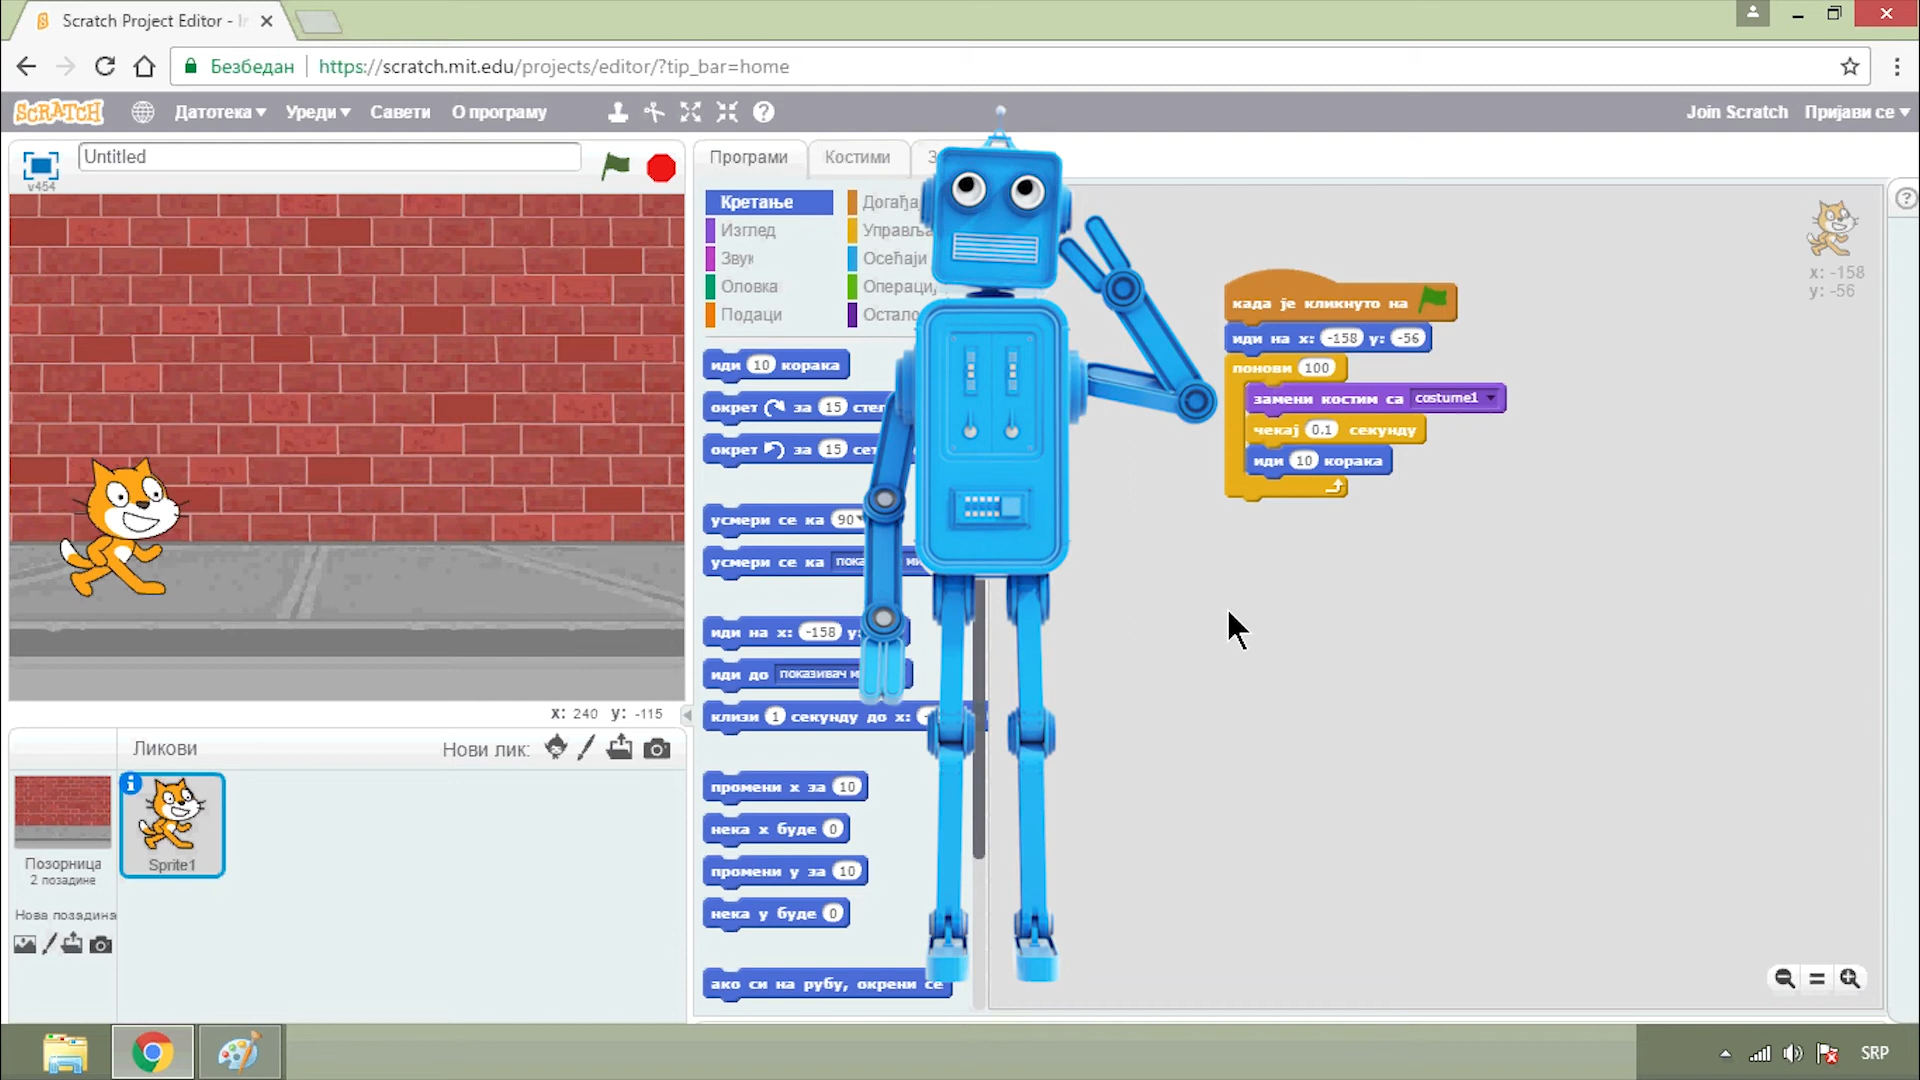 Scratch Project Editor - I
Безбедан
https://scratch.mit.edu/projects/editor/?tip_bar=home
SCRATCH
Датотека
Уреди
Савети
О програму
Join Scratch
Пријави се
v454
Untitled
Програми
Костими
З
Кретање
Изглед
Звук
Оловка
Подаци
Догађа
Управља
Осећаји
Операциј
Остало
иди 10 корака
окрет за 15 степ
окрет за 15 сте
усмери се ка 90
усмери се ка пока ми
иди на x: -158 y:
иди до показивач м
клизи 1 секунду до x: -
промени x за 10
нека x буде 0
промени y за 10
нека y буде 0
ако си на рубу, окрени се
када је кликнуто на
иди на x: -158 y: -56
понови 100
замени костим са costume1
чекај 0.1 секунду
иди 10 корака
x: -158
y: -56
x: 240 y: -115
Ликови
Нови лик:
Позорница
2 позадине
Нова позадина
Sprite1
SRP